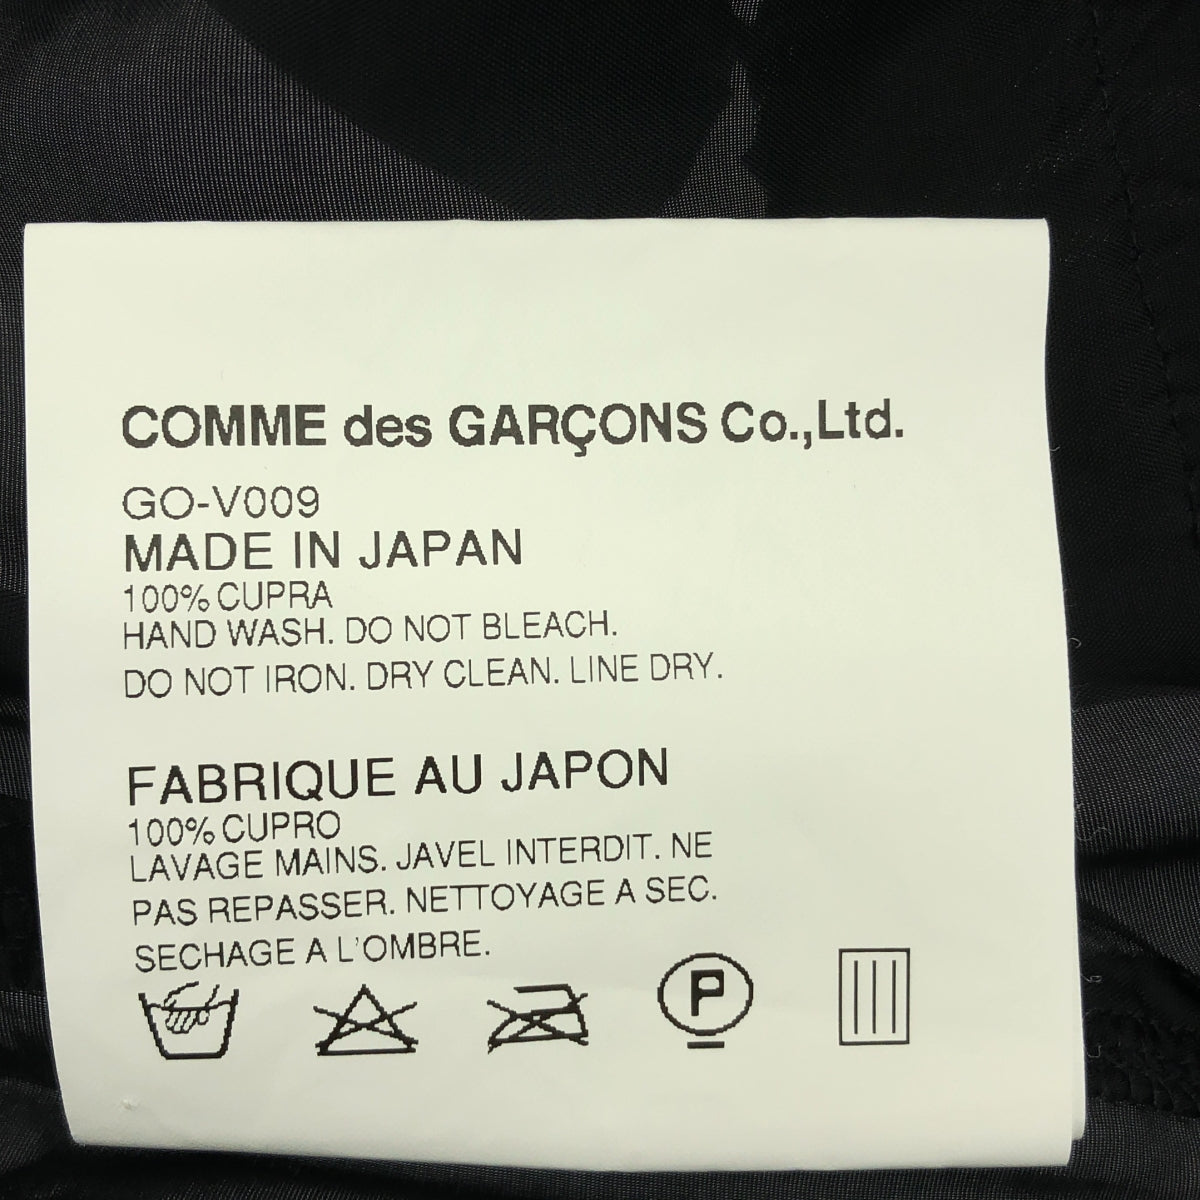 COMME des GARÇONS Co.,Ltd.
GO-V009
MADE IN JAPAN
100% CUPRA
HAND WASH. DO NOT BLEACH.
DO NOT IRON. DRY CLEAN. LINE DRY.
FABRIQUE AU JAPON
100% CUPRO
LAVAGE MAINS. JAVEL INTERDIT. NE
PAS REPASSER. NETTOYAGE A SEC.
SECHAGE A L'OMBRE.
P